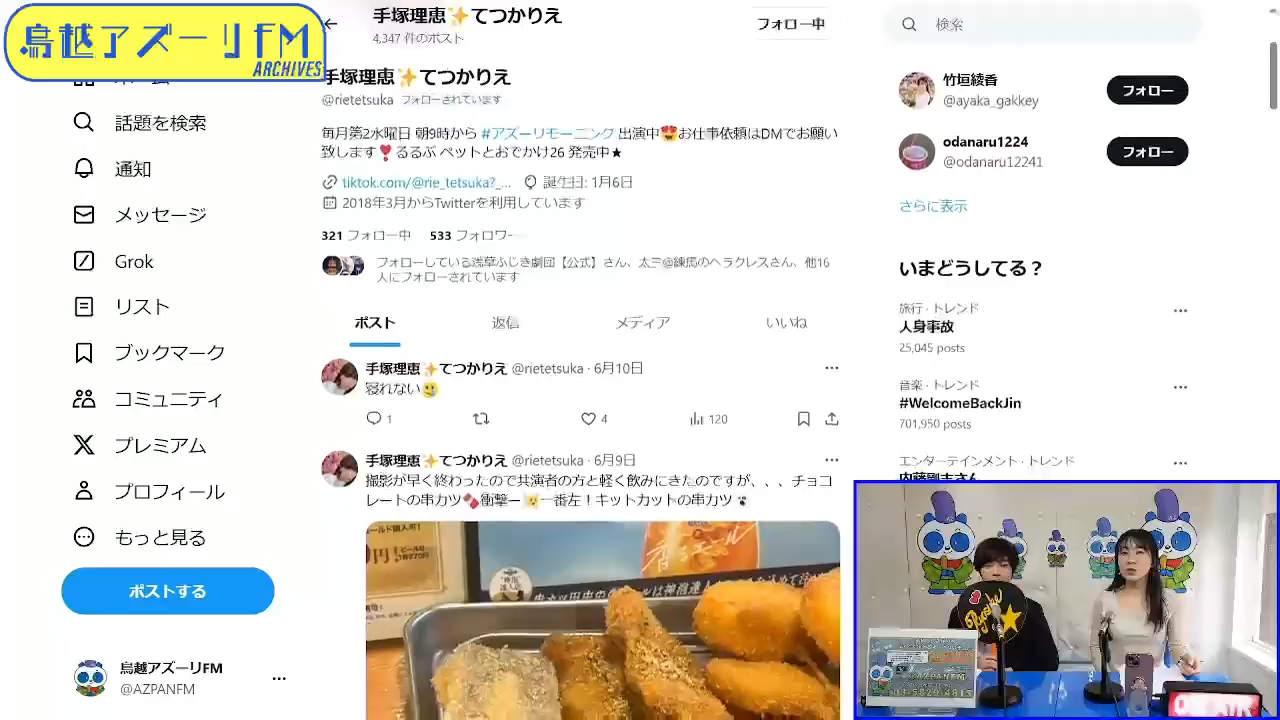 鳥越アズーリFM
ARCHIVES
手塚理恵✨てつかりえ
4,347 件のポスト
フォロー中
検索
手塚理恵✨てつかりえ
@rietetsuka フォローされています
毎月第2水曜日 朝9時から #アズーリモーニング 出演中😍お仕事依頼はDMでお願い
致します❣️るるぶ ペットとおでかけ26 発売中★
tiktok.com/@rie_tetsuka?_... 誕生日: 1月6日
2018年3月からTwitterを利用しています
321 フォロー中 533 フォロワー
フォローしている浅草ふじき劇団【公式】さん、太三@練馬のヘラクレスさん、他16
人にフォローされています
ポスト 返信 メディア いいね
手塚理恵✨てつかりえ @rietetsuka · 6月10日
寝れない🥲
1 4 120
手塚理恵✨てつかりえ @rietetsuka · 6月9日
撮影が早く終わったので共演者の方と軽く飲みにきたのですが、、、チョコ
レートの串カツ🍫衝撃ー🫢一番左！キットカットの串カツ
話題を検索
通知
メッセージ
Grok
リスト
ブックマーク
コミュニティ
プレミアム
プロフィール
もっと見る
ポストする
鳥越アズーリFM
@AZPANFM
竹垣綾香
@ayaka_gakkey
フォロー
odanaru1224
@odanaru12241
フォロー
さらに表示
いまどうしてる？
旅行 · トレンド
人身事故
25,045 posts
音楽 · トレンド
#WelcomeBackJin
701,950 posts
エンターテインメント · トレンド
内藤剛志さん
@AZPANFM
03-5829-4815
ON AIR